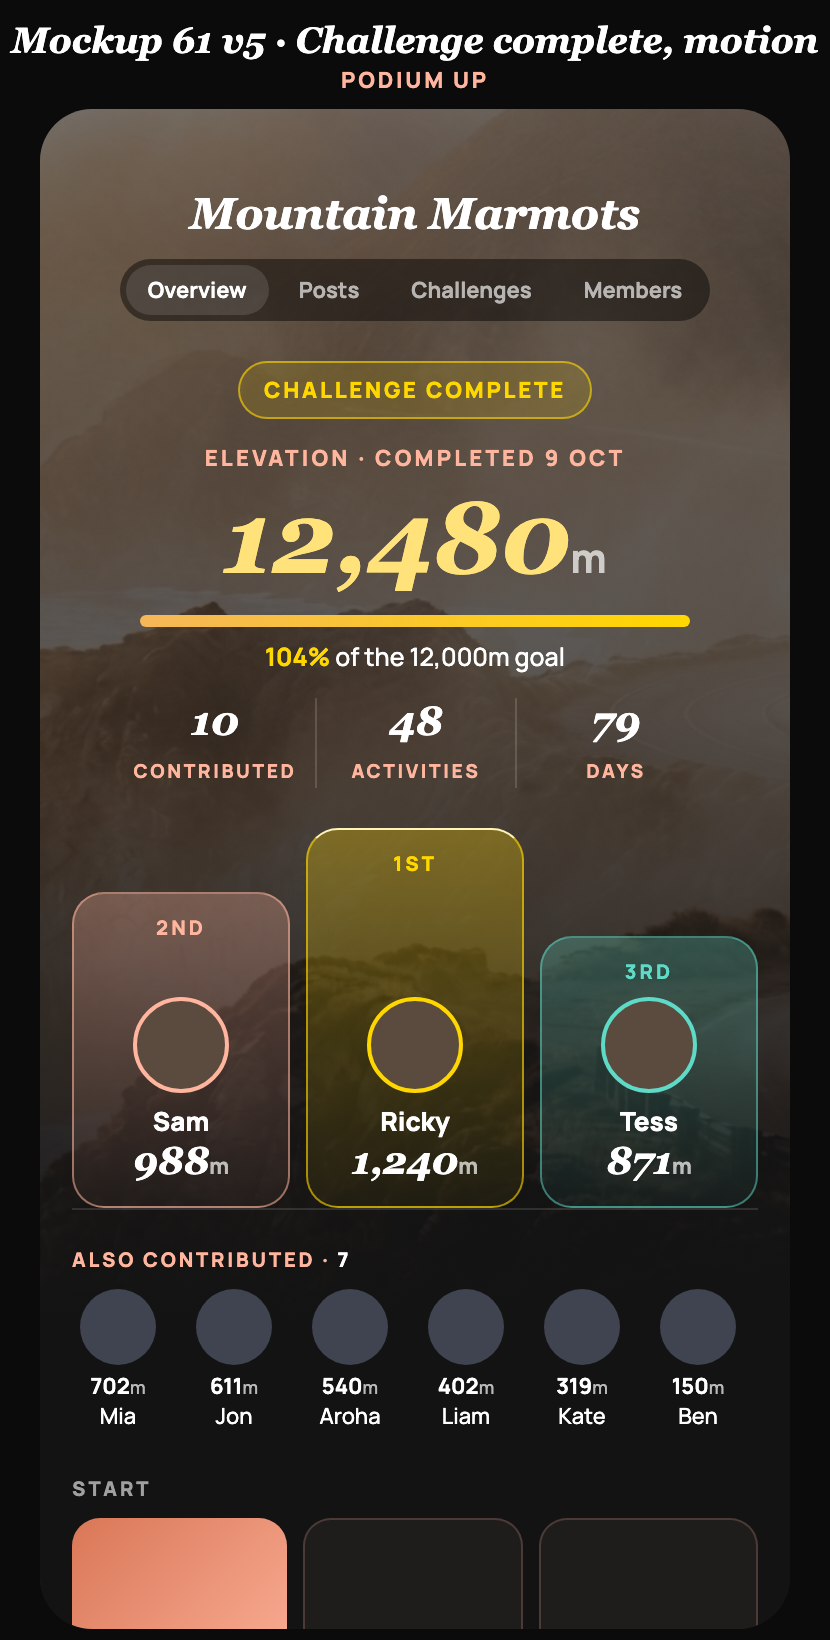 Mockup 61 v5 · Challenge complete, motion
PODIUM UP
Mountain Marmots
Overview Posts Challenges Members
CHALLENGE COMPLETE
ELEVATION · COMPLETED 9 OCT
12,480m
104% of the 12,000m goal
10 48 79
CONTRIBUTED ACTIVITIES DAYS
1ST
2ND
3RD
Sam Ricky Tess
988m 1,240m 871m
ALSO CONTRIBUTED · 7
702m 611m 540m 402m 319m 150m
Mia Jon Aroha Liam Kate Ben
START